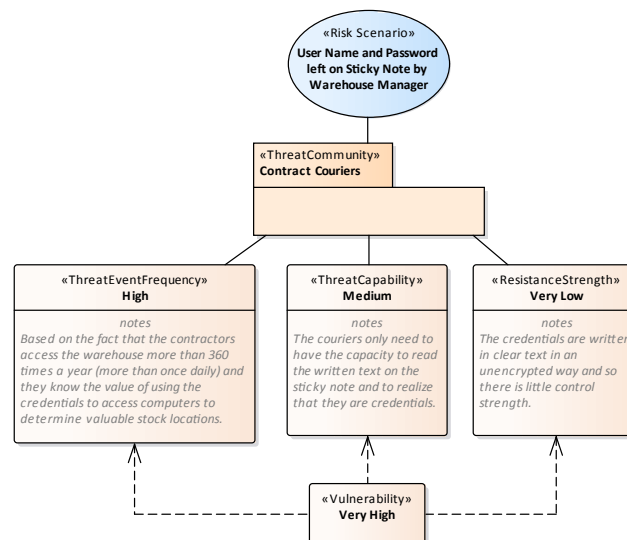 «Risk Scenario»
User Name and Password
left on Sticky Note by
Warehouse Manager
«ThreatCommunity»
Contract Couriers
«ThreatEventFrequency»
High
notes
Based on the fact that the contractors
access the warehouse more than 360
times a year (more than once daily) and
they know the value of using the
credentials to access computers to
determine valuable stock locations.
«ThreatCapability»
Medium
notes
The couriers only need to
have the capacity to read
the written text on the
sticky note and to realize
that they are credentials.
«ResistanceStrength»
Very Low
notes
The credentials are written
in clear text in an
unencrypted way and so
there is little control
strength.
«Vulnerability»
Very High